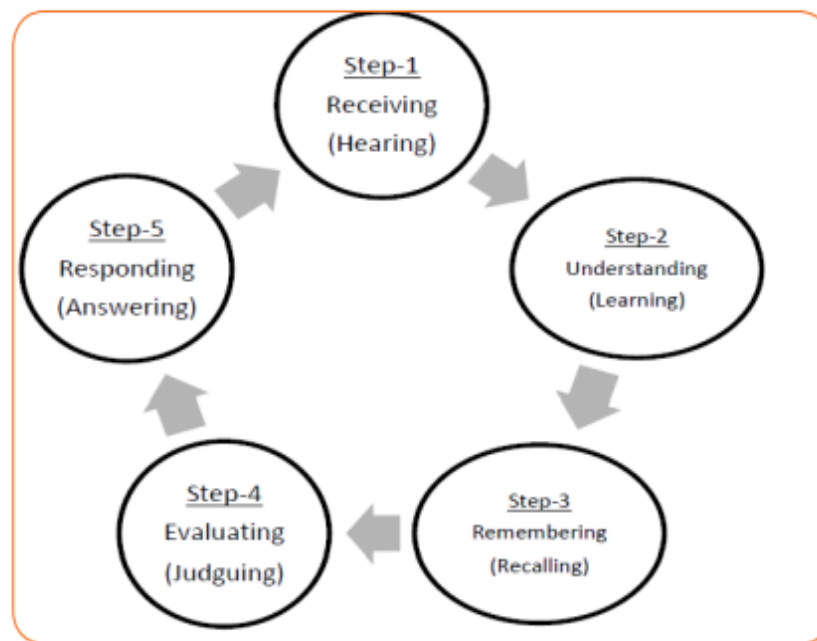 Step-1
Receiving
(Hearing)
Step-2
Understanding
(Learning)
Step-3
Remembering
(Recalling)
Step-4
Evaluating
(Judguing)
Step-5
Responding
(Answering)